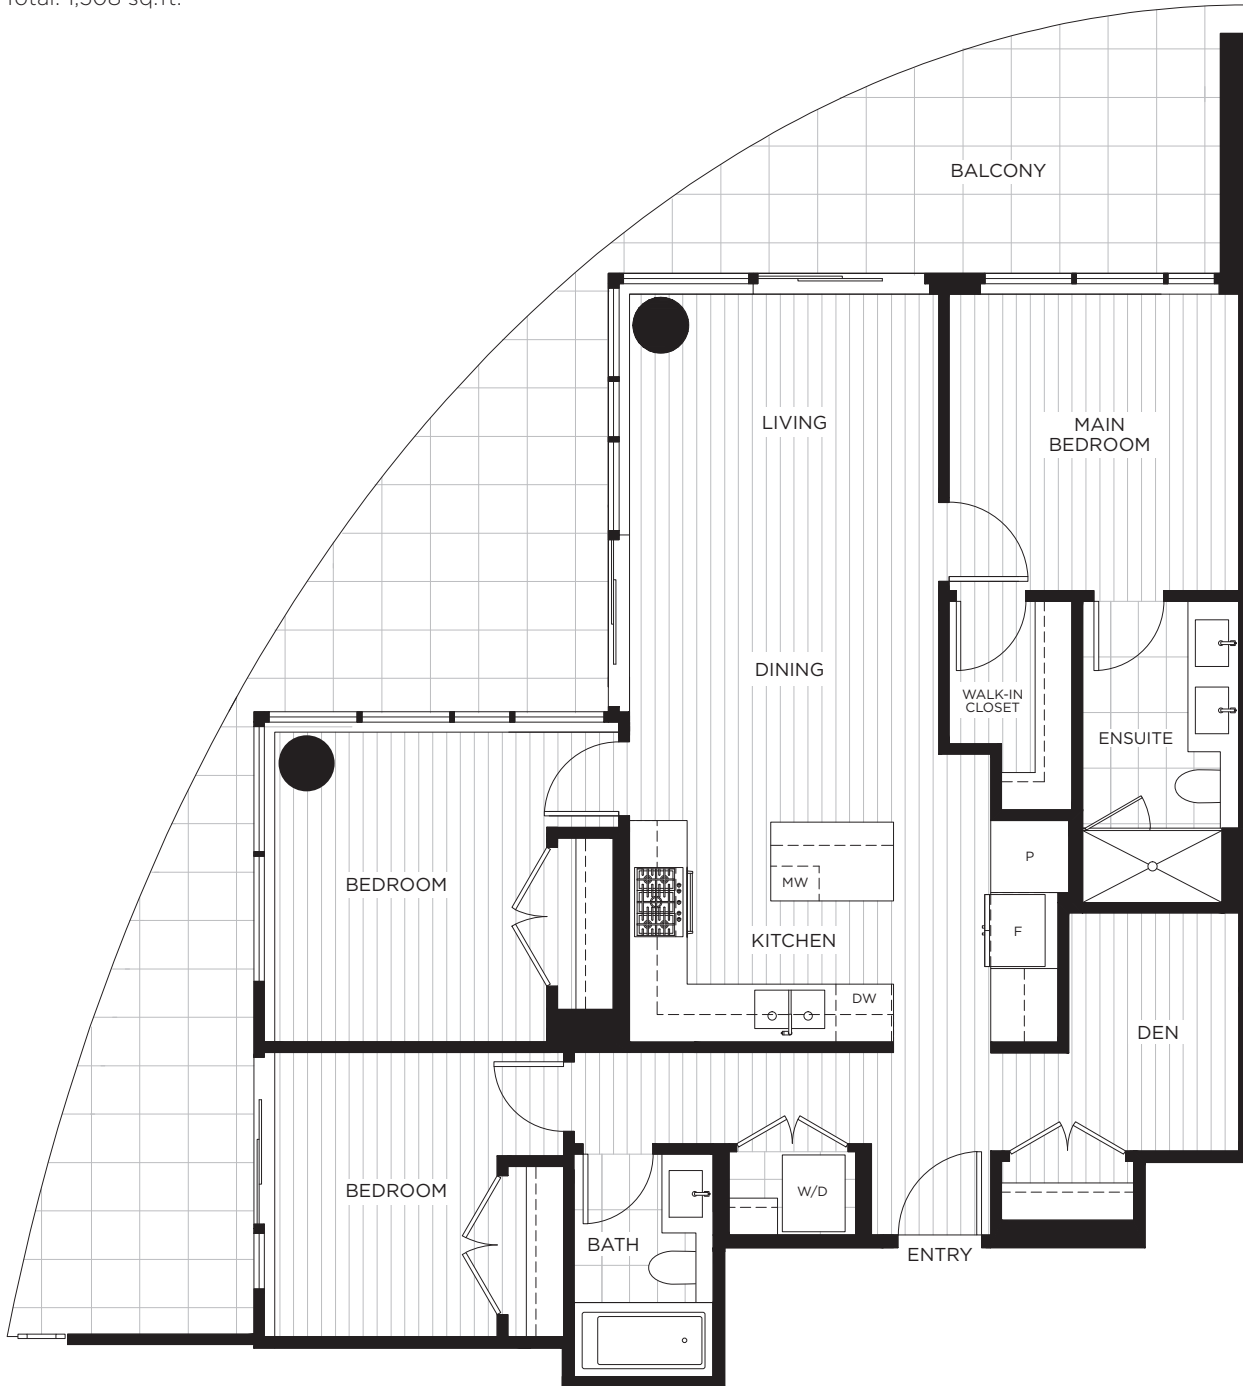 BALCONY
LIVING
MAIN
BEDROOM
DINING
WALK-IN
CLOSET
ENSUITE
P
BEDROOM
MW
F
KITCHEN
DW
DEN
BEDROOM
W/D
BATH
ENTRY